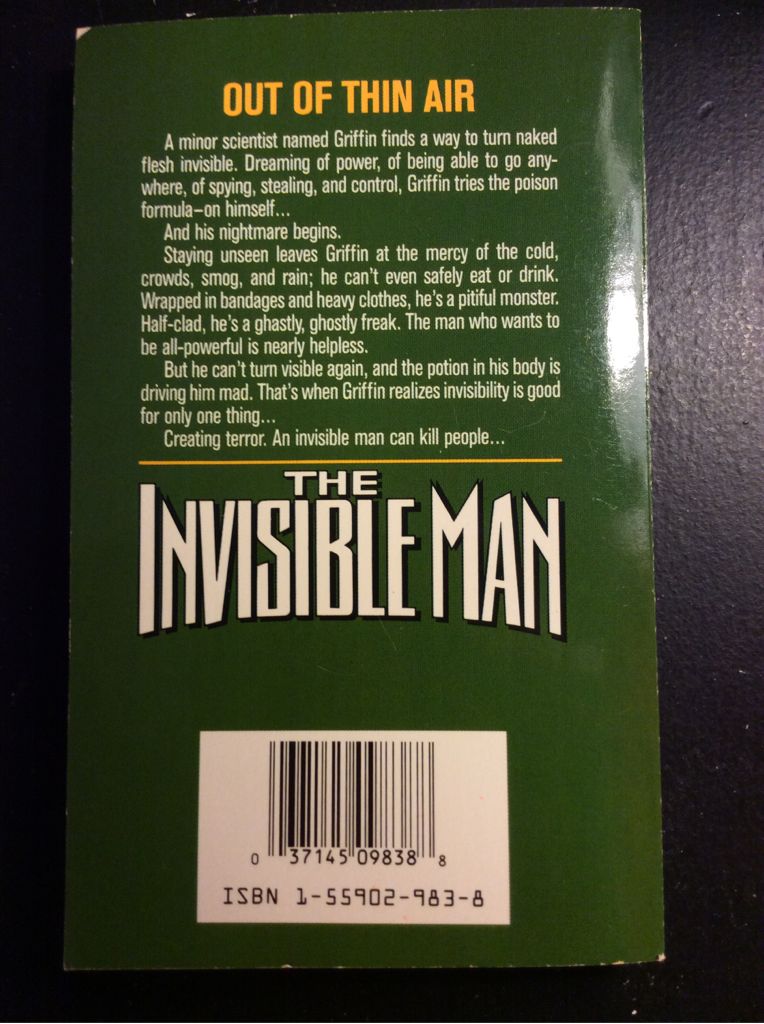 OUT OF THIN AIR
A minor scientist named Griffin finds a way to turn naked
flesh invisible. Dreaming of power, of being able to go any-
where, of spying, stealing, and control, Griffin tries the poison
formula–on himself...
And his nightmare begins.
Staying unseen leaves Griffin at the mercy of the cold,
crowds, smog, and rain; he can't even safely eat or drink.
Wrapped in bandages and heavy clothes, he's a pitiful monster.
Half-clad, he's a ghastly, ghostly freak. The man who wants to
be all-powerful is nearly helpless.
But he can't turn visible again, and the potion in his body is
driving him mad. That's when Griffin realizes invisibility is good
for only one thing...
Creating terror. An invisible man can kill people...
THE
INVISIBLE MAN
0 37145 09838 8
ISBN 1-55902-983-8